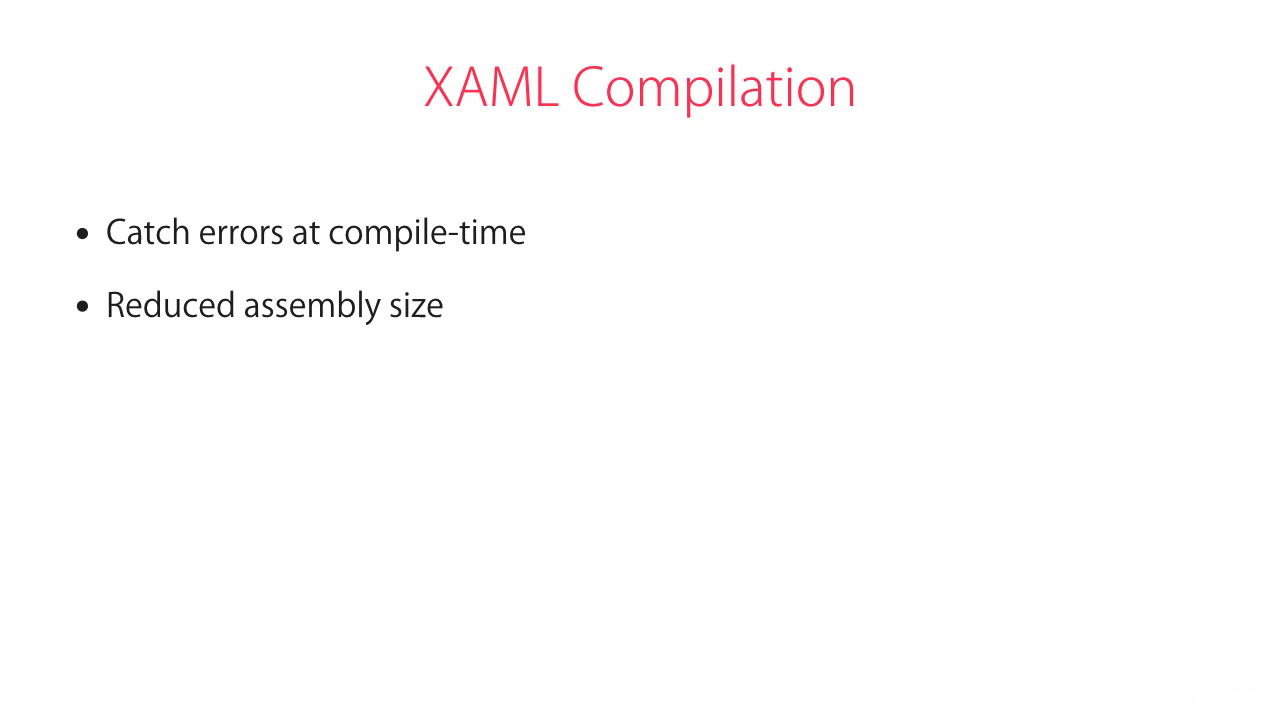 XAML Compilation
• Catch errors at compile-time
• Reduced assembly size